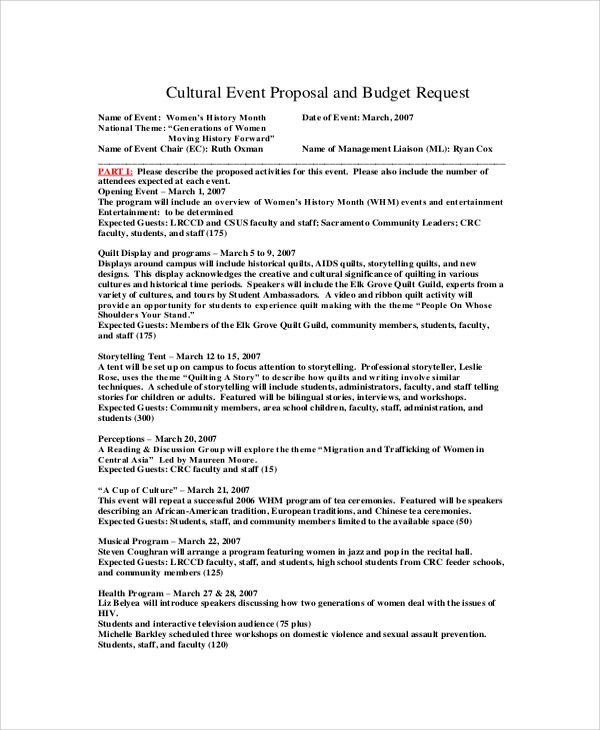 Cultural Event Proposal and Budget Request
Name of Event: Women's History Month Date of Event: March, 2007
National Theme: "Generations of Women
Moving History Forward"
Name of Event Chair (EC): Ruth Oxman Name of Management Liaison (ML): Ryan Cox
PART I: Please describe the proposed activities for this event. Please also include the number of
attendees expected at each event.
Opening Event – March 1, 2007
The program will include an overview of Women's History Month (WHM) events and entertainment
Entertainment: to be determined
Expected Guests: LRCCD and CSUS faculty and staff; Sacramento Community Leaders; CRC
faculty, students, and staff (175)
Quilt Display and programs – March 5 to 9, 2007
Displays around campus will include historical quilts, AIDS quilts, storytelling quilts, and new
designs. This display acknowledges the creative and cultural significance of quilting in various
cultures and historical time periods. Speakers will include the Elk Grove Quilt Guild, experts from a
variety of cultures, and tours by Student Ambassadors. A video and ribbon quilt activity will
provide an opportunity for students to experience quilt making with the theme "People On Whose
Shoulders Your Stand."
Expected Guests: Members of the Elk Grove Quilt Guild, community members, students, faculty,
and staff (175)
Storytelling Tent – March 12 to 15, 2007
A tent will be set up on campus to focus attention to storytelling. Professional storyteller, Leslie
Rose, uses the theme "Quilting A Story" to describe how quilts and writing involve similar
techniques. A schedule of storytelling will include students, administrators, faculty, and staff telling
stories for children or adults. Featured will be bilingual stories, interviews, and workshops.
Expected Guests: Community members, area school children, faculty, staff, administration, and
students (300)
Perceptions – March 20, 2007
A Reading & Discussion Group will explore the theme "Migration and Trafficking of Women in
Central Asia" Led by Maureen Moore.
Expected Guests: CRC faculty and staff (15)
"A Cup of Culture" – March 21, 2007
This event will repeat a successful 2006 WHM program of tea ceremonies. Featured will be speakers
describing an African-American tradition, European traditions, and Chinese tea ceremonies.
Expected Guests: Students, staff, and community members limited to the available space (50)
Musical Program – March 22, 2007
Steven Coughran will arrange a program featuring women in jazz and pop in the recital hall.
Expected Guests: LRCCD faculty, staff, and students, high school students from CRC feeder schools,
and community members (125)
Health Program – March 27 & 28, 2007
Liz Belyea will introduce speakers discussing how two generations of women deal with the issues of
HIV.
Students and interactive television audience (75 plus)
Michelle Barkley scheduled three workshops on domestic violence and sexual assault prevention.
Students, staff, and faculty (120)